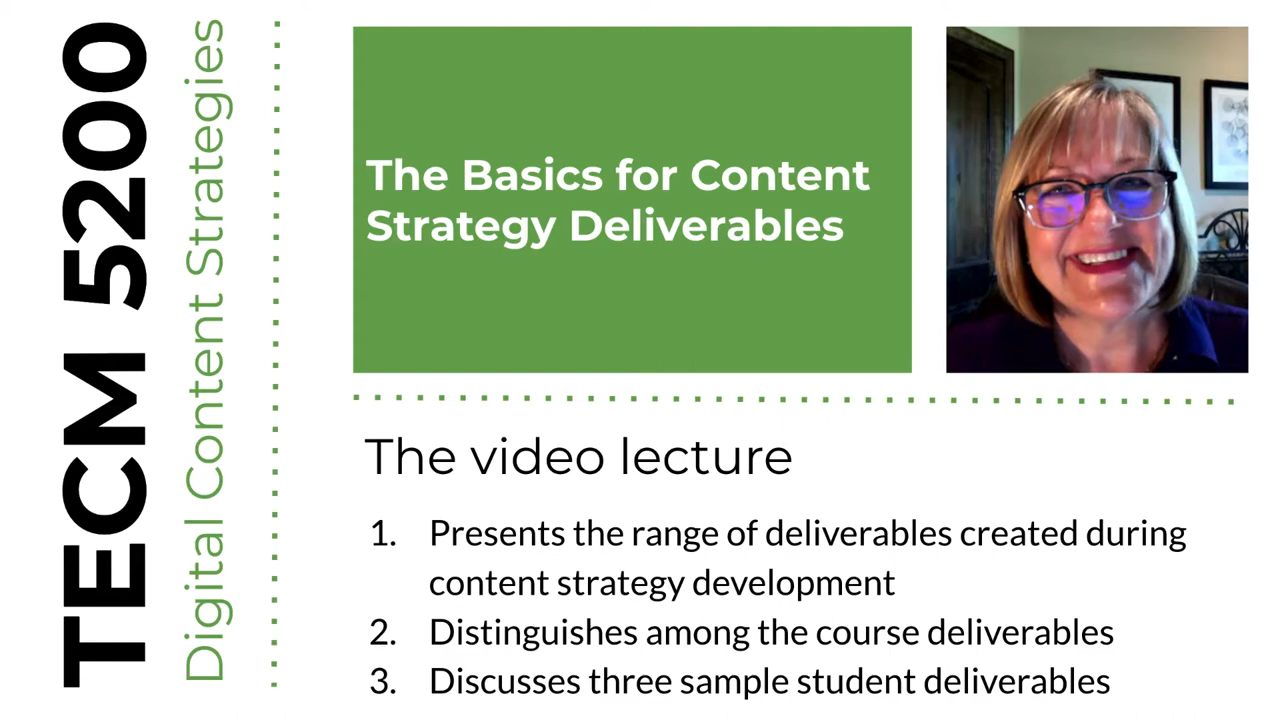 TECM 5200
Digital Content Strategies
The Basics for Content
Strategy Deliverables
The video lecture
1. Presents the range of deliverables created during
content strategy development
2. Distinguishes among the course deliverables
3. Discusses three sample student deliverables